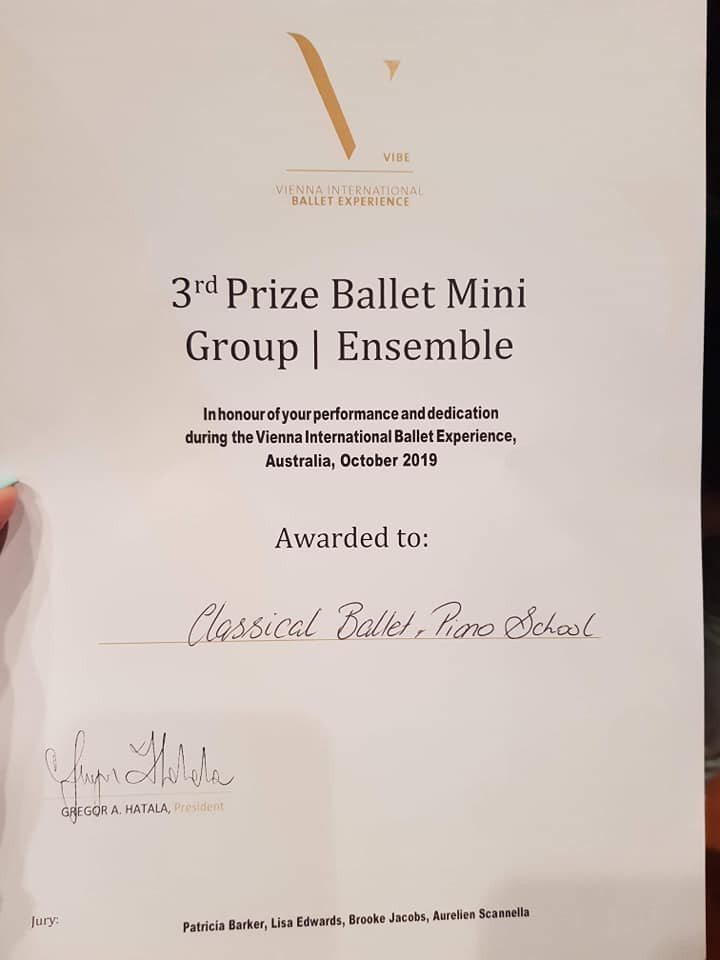 VIBE
VIENNA INTERNATIONAL
BALLET EXPERIENCE
3rd Prize Ballet Mini
Group | Ensemble
In honour of your performance and dedication
during the Vienna International Ballet Experience,
Australia, October 2019
Awarded to:
Classical Ballet & Piano School
Gregor Hatala
GREGOR A. HATALA, President
Jury:
Patricia Barker, Lisa Edwards, Brooke Jacobs, Aurelien Scannella